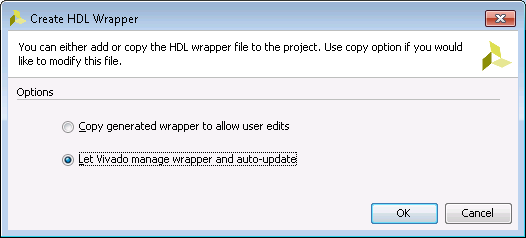 Create HDL Wrapper
You can either add or copy the HDL wrapper file to the project. Use copy option if you would
like to modify this file.
Options
Copy generated wrapper to allow user edits
Let Vivado manage wrapper and auto-update
OK
Cancel